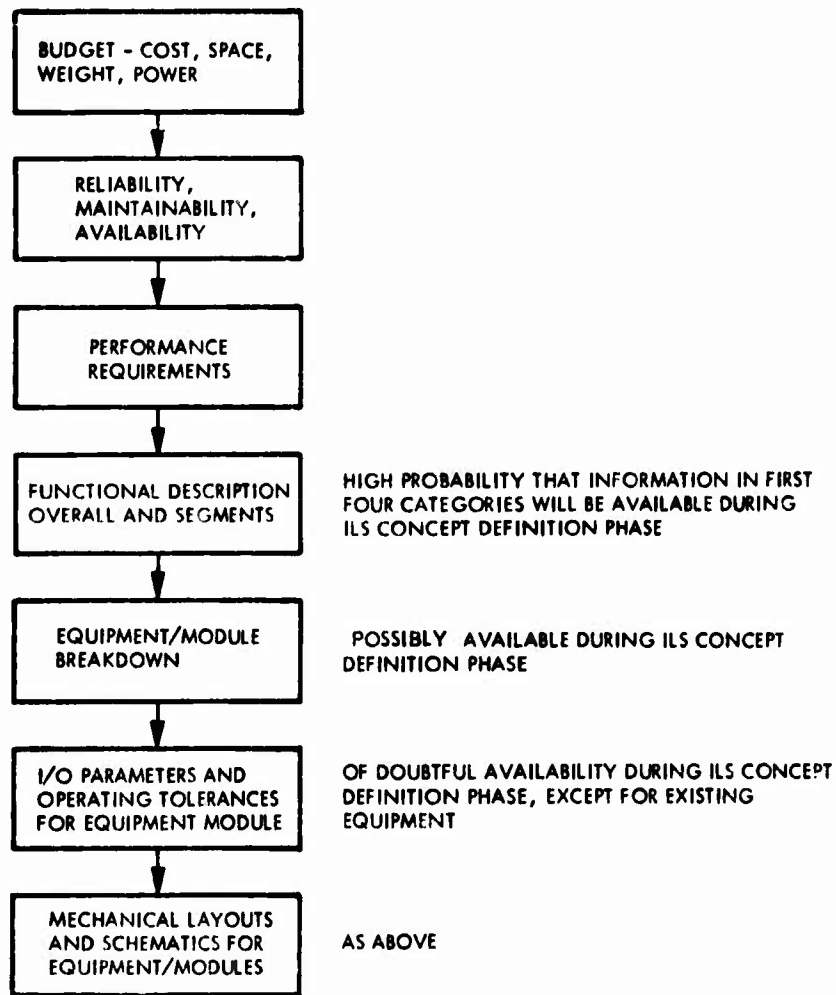 BUDGET - COST, SPACE,
WEIGHT, POWER
RELIABILITY,
MAINTAINABILITY,
AVAILABILITY
PERFORMANCE
REQUIREMENTS
FUNCTIONAL DESCRIPTION
OVERALL AND SEGMENTS
HIGH PROBABILITY THAT INFORMATION IN FIRST
FOUR CATEGORIES WILL BE AVAILABLE DURING
ILS CONCEPT DEFINITION PHASE
EQUIPMENT/MODULE
BREAKDOWN
POSSIBLY AVAILABLE DURING ILS CONCEPT
DEFINITION PHASE
I/O PARAMETERS AND
OPERATING TOLERANCES
FOR EQUIPMENT MODULE
OF DOUBTFUL AVAILABILITY DURING ILS CONCEPT
DEFINITION PHASE, EXCEPT FOR EXISTING
EQUIPMENT
MECHANICAL LAYOUTS
AND SCHEMATICS FOR
EQUIPMENT/MODULES
AS ABOVE